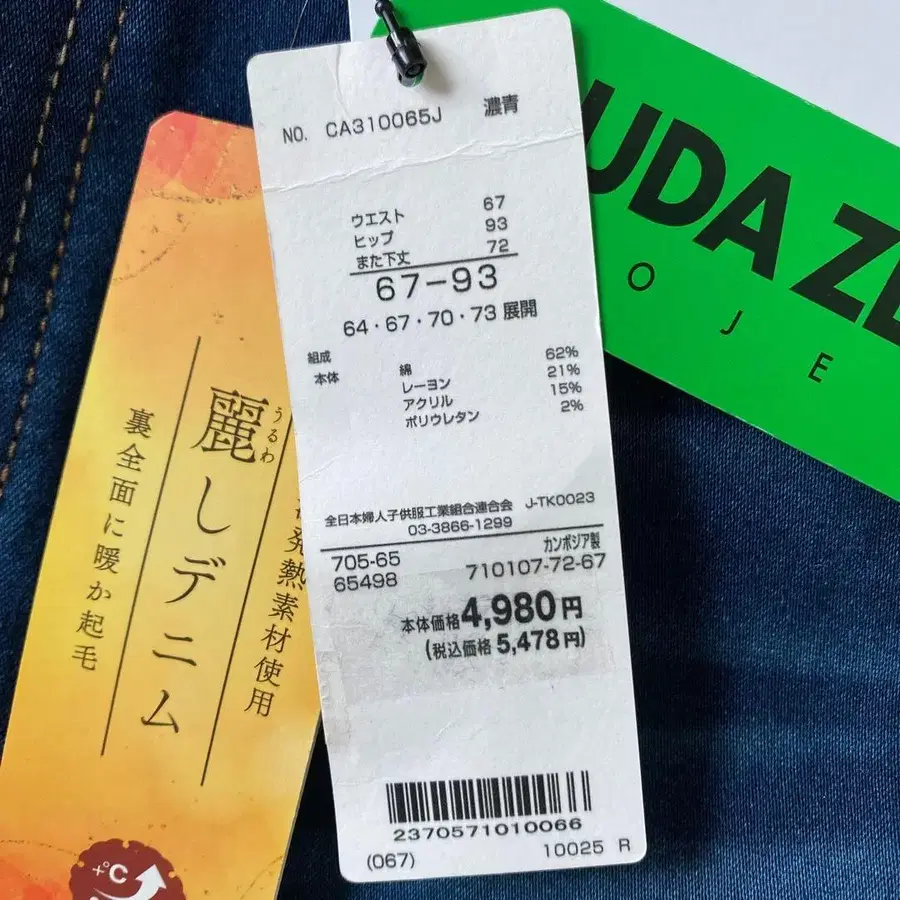 NO. CA310065J 濃青
ウエスト 67
ヒップ 93
また下丈 72
67-93
64・67・70・73 展開
組成
本体 綿 62%
レーヨン 21%
アクリル 15%
ポリウレタン 2%
全日本婦人子供服工業組合連合会 J-TK0023
03-3866-1299
705-65 カンボジア製
65498 710107-72-67
本体価格4,980円
(税込価格 5,478円)
2370571010066
(067) 10025 R
発熱素材使用
麗しデニム
うるわ
裏全面に暖か起毛
+℃
UDA Z
O J E